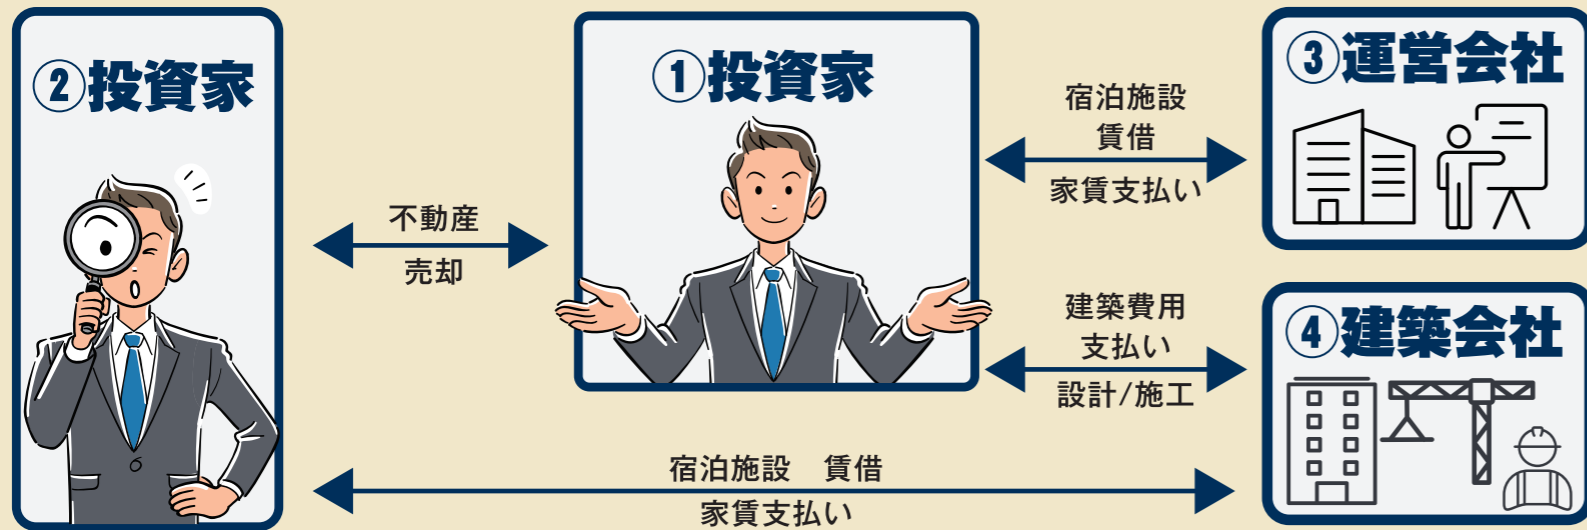 ②投資家
不動産
売却
①投資家
宿泊施設
賃借
家賃支払い
③運営会社
建築費用
支払い
設計/施工
④建築会社
宿泊施設　賃借
家賃支払い